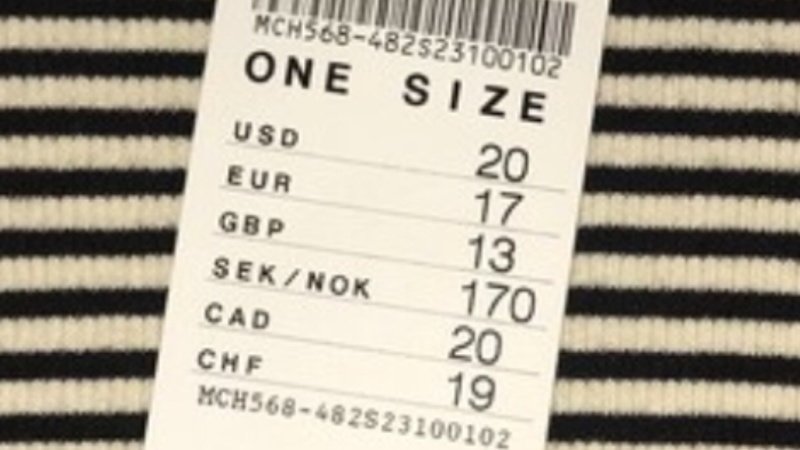 MCH568-482S23100102
ONE SIZE
USD 20
EUR 17
GBP 13
SEK/NOK 170
CAD 20
CHF 19
MCH568-482S23100102